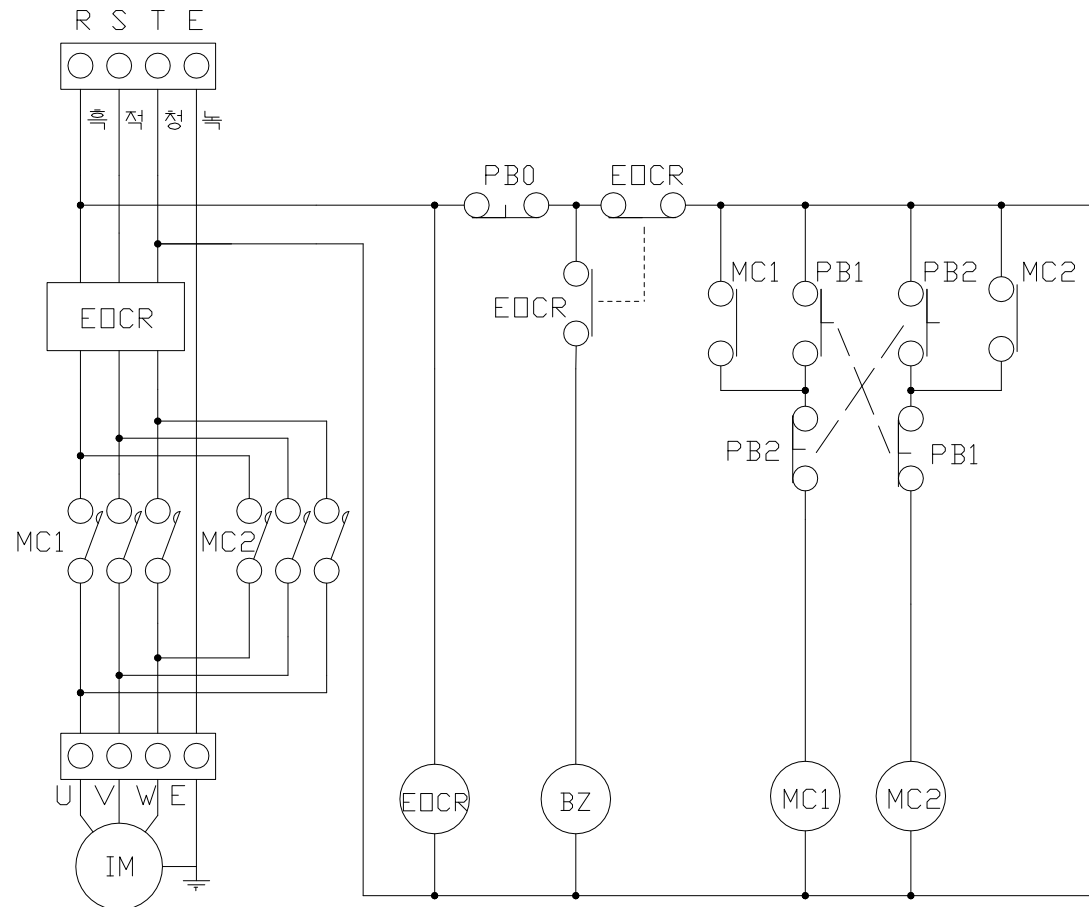 R S T E
흑 적 청 녹
PB0 EOCR
MC1 PB1 PB2 MC2
EOCR
EOCR
PB2 PB1
MC1 MC2
EOCR BZ MC1 MC2
U V W E
IM